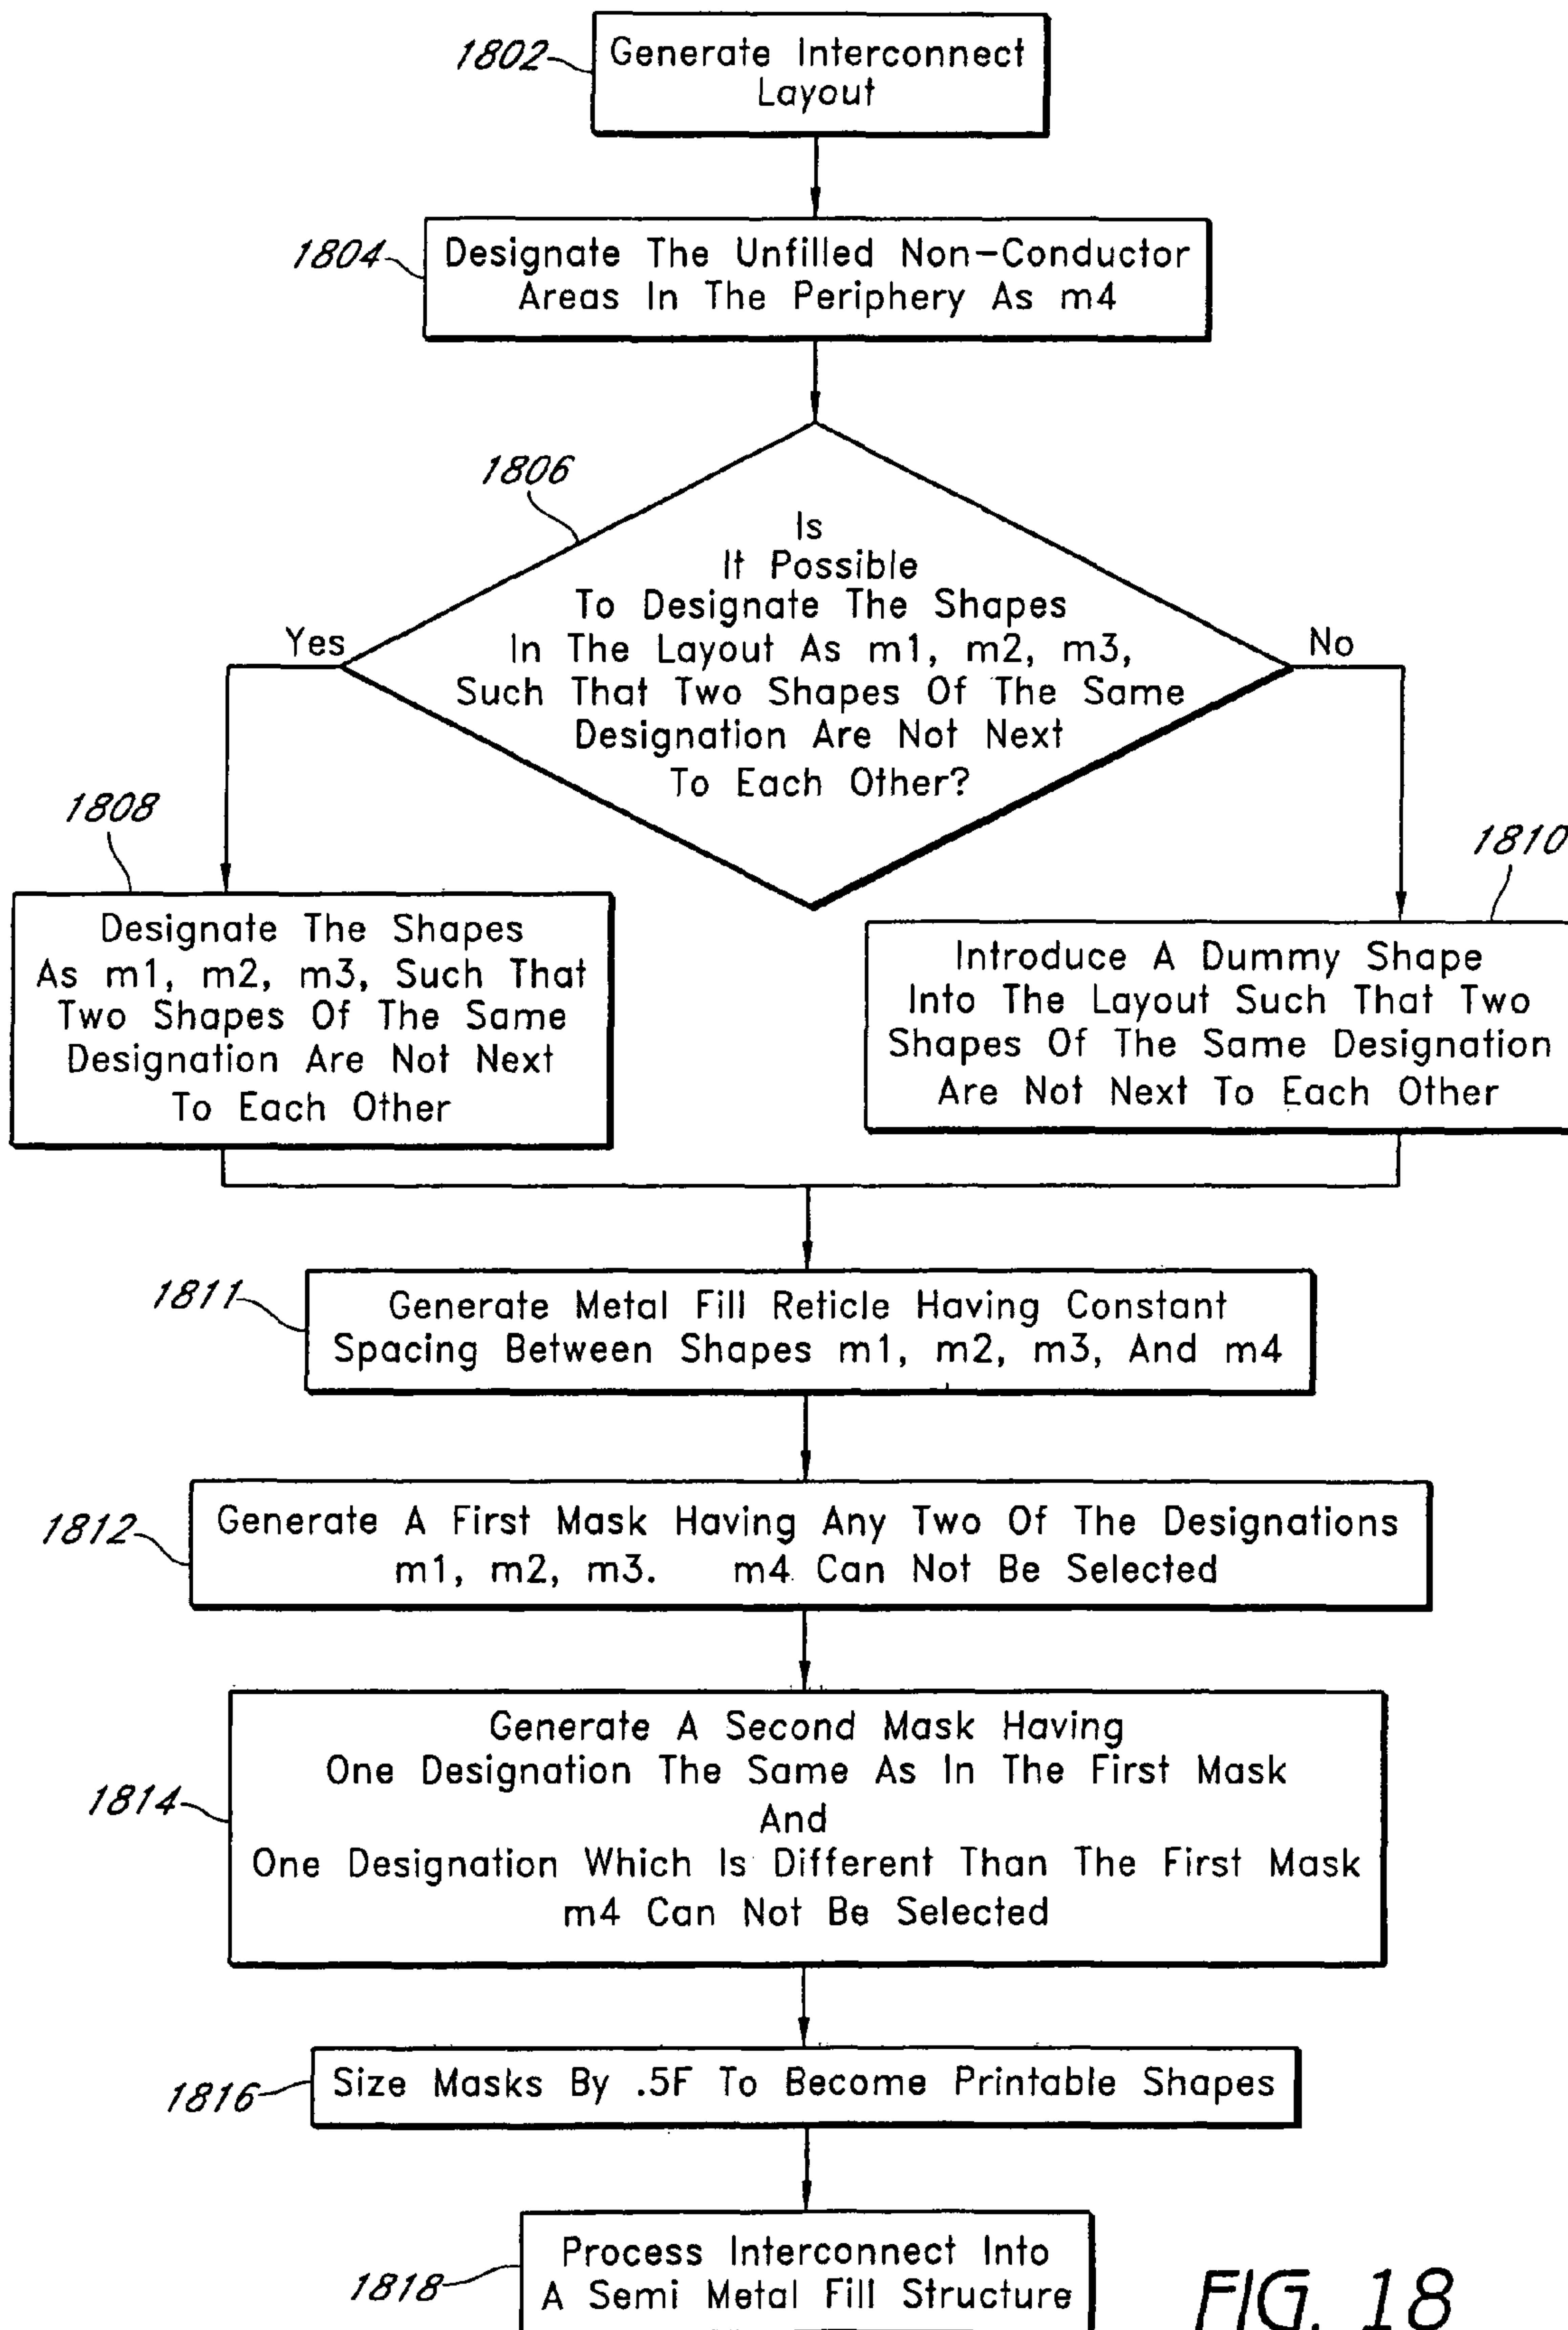 1802
Generate Interconnect
Layout
1804
Designate The Unfilled Non-Conductor
Areas In The Periphery As m4
1806
Is
It Possible
To Designate The Shapes
In The Layout As m1, m2, m3,
Such That Two Shapes Of The Same
Designation Are Not Next
To Each Other?
Yes
No
1808
Designate The Shapes
As m1, m2, m3, Such That
Two Shapes Of The Same
Designation Are Not Next
To Each Other
1810
Introduce A Dummy Shape
Into The Layout Such That Two
Shapes Of The Same Designation
Are Not Next To Each Other
1811
Generate Metal Fill Reticle Having Constant
Spacing Between Shapes m1, m2, m3, And m4
1812
Generate A First Mask Having Any Two Of The Designations
m1, m2, m3. m4 Can Not Be Selected
1814
Generate A Second Mask Having
One Designation The Same As In The First Mask
And
One Designation Which Is Different Than The First Mask
m4 Can Not Be Selected
1816
Size Masks By .5F To Become Printable Shapes
1818
Process Interconnect Into
A Semi Metal Fill Structure
FIG. 18